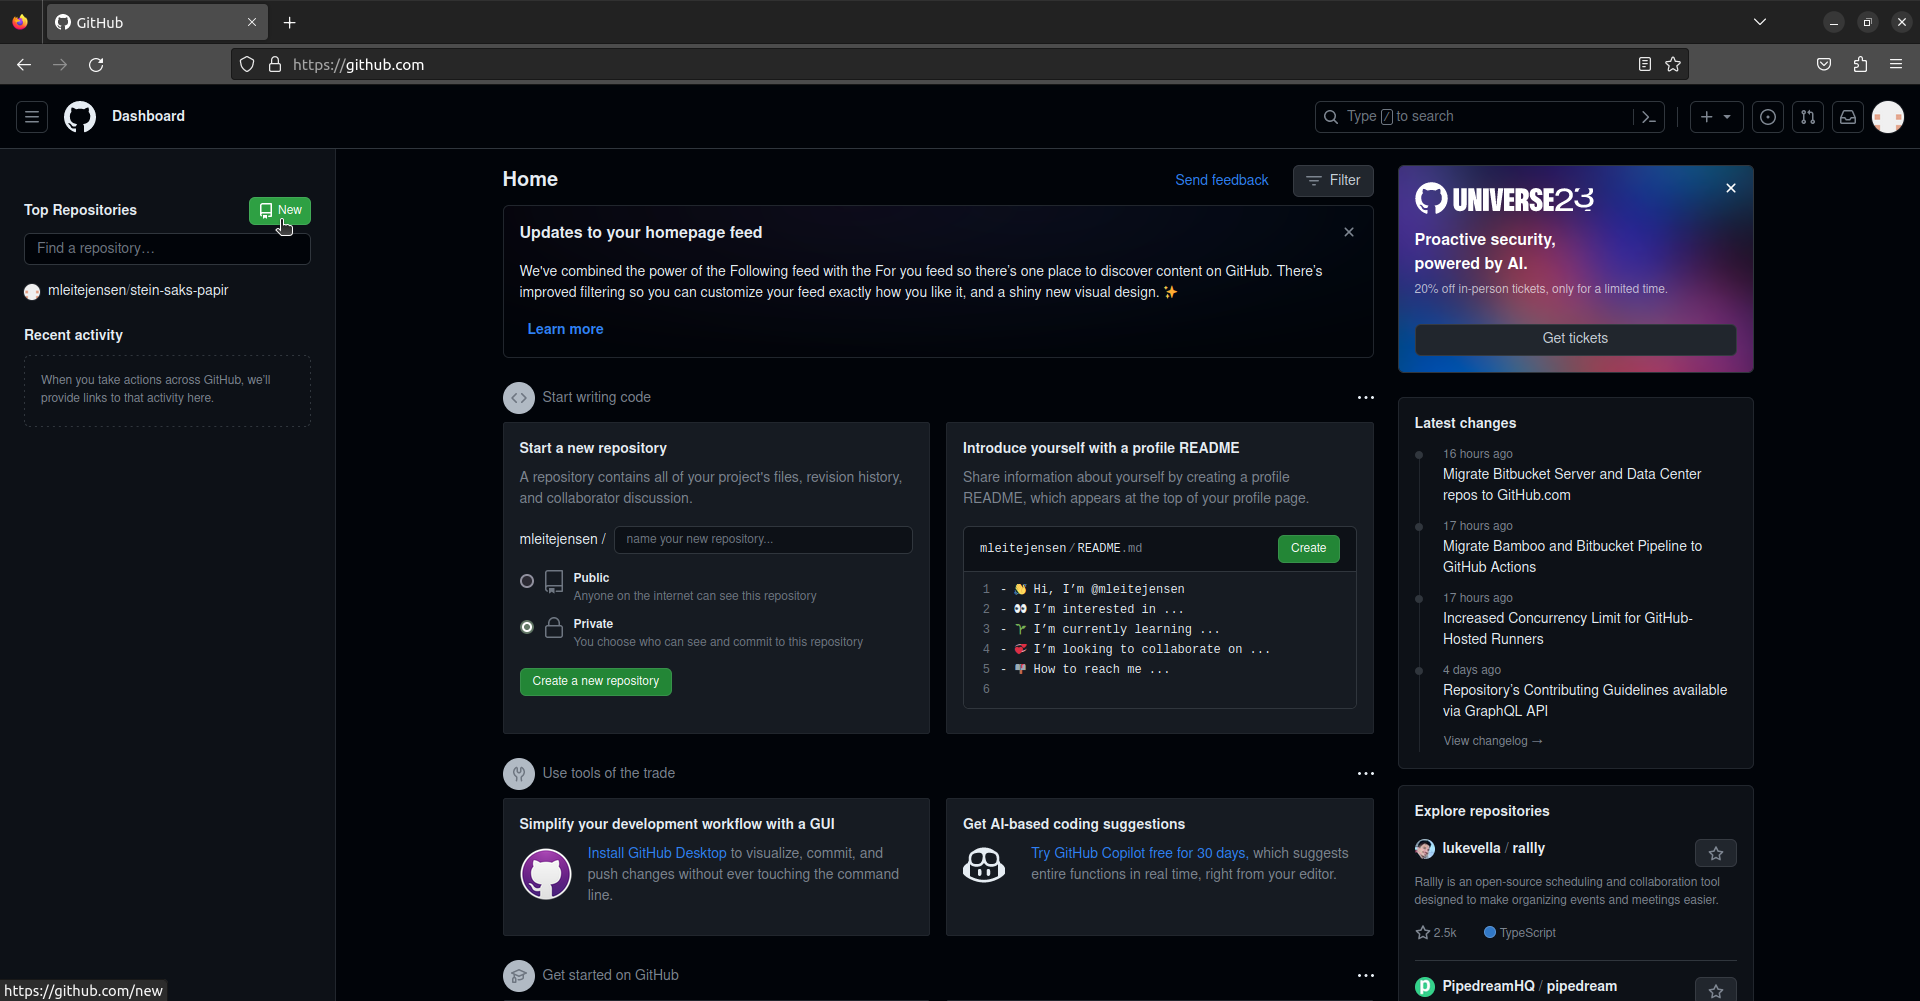 GitHub
https://github.com
Dashboard
Type / to search
Top Repositories
New
Find a repository…
mleitejensen/stein-saks-papir
Recent activity
When you take actions across GitHub, we'll
provide links to that activity here.
Home
Send feedback
Filter
Updates to your homepage feed
We've combined the power of the Following feed with the For you feed so there's one place to discover content on GitHub. There's
improved filtering so you can customize your feed exactly how you like it, and a shiny new visual design. ✨
Learn more
Start writing code
Start a new repository
A repository contains all of your project's files, revision history,
and collaborator discussion.
mleitejensen / name your new repository...
Public
Anyone on the internet can see this repository
Private
You choose who can see and commit to this repository
Create a new repository
Introduce yourself with a profile README
Share information about yourself by creating a profile
README, which appears at the top of your profile page.
mleitejensen/README.md
Create
1 - 👋 Hi, I'm @mleitejensen
2 - 👀 I'm interested in ...
3 - 🌱 I'm currently learning ...
4 - 💞️ I'm looking to collaborate on ...
5 - 📫 How to reach me ...
6
Use tools of the trade
Simplify your development workflow with a GUI
Install GitHub Desktop to visualize, commit, and
push changes without ever touching the command
line.
Get AI-based coding suggestions
Try GitHub Copilot free for 30 days, which suggests
entire functions in real time, right from your editor.
Get started on GitHub
UNIVERSE23
Proactive security,
powered by AI.
20% off in-person tickets, only for a limited time.
Get tickets
Latest changes
16 hours ago
Migrate Bitbucket Server and Data Center
repos to GitHub.com
17 hours ago
Migrate Bamboo and Bitbucket Pipeline to
GitHub Actions
17 hours ago
Increased Concurrency Limit for GitHub-
Hosted Runners
4 days ago
Repository's Contributing Guidelines available
via GraphQL API
View changelog →
Explore repositories
lukevella / rallly
Rallly is an open-source scheduling and collaboration tool
designed to make organizing events and meetings easier.
2.5k TypeScript
PipedreamHQ / pipedream
https://github.com/new